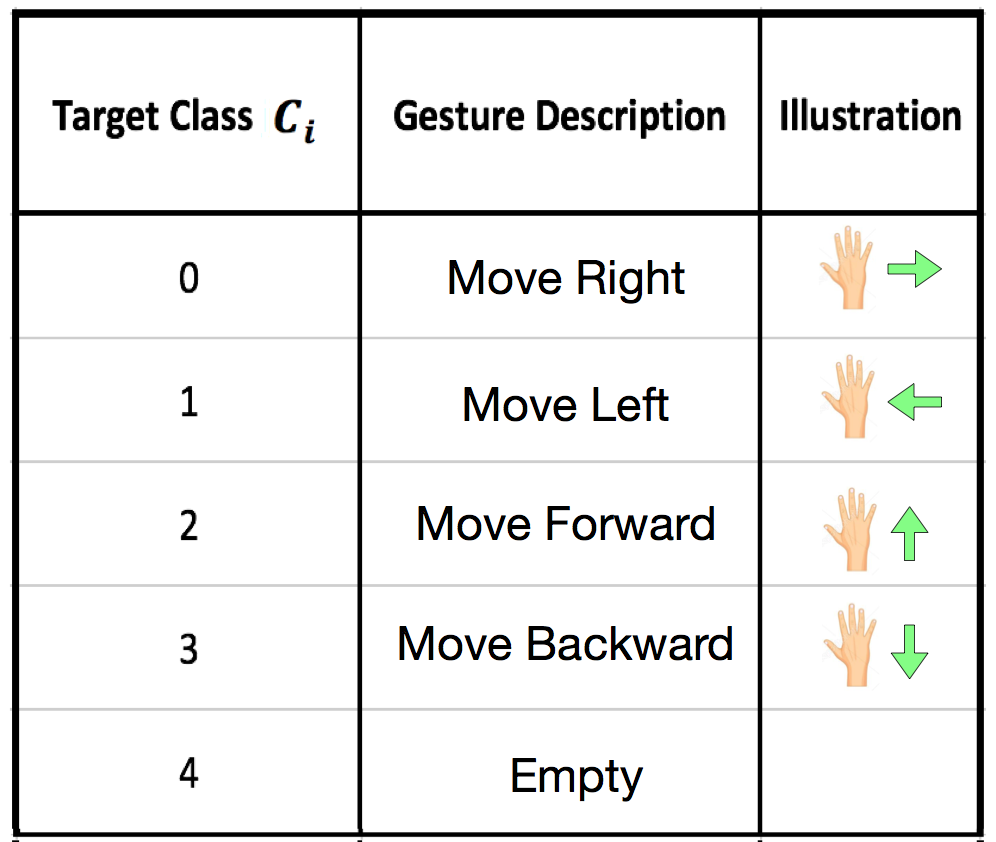 Target Class C_i Gesture Description Illustration
0 Move Right
1 Move Left
2 Move Forward
3 Move Backward
4 Empty